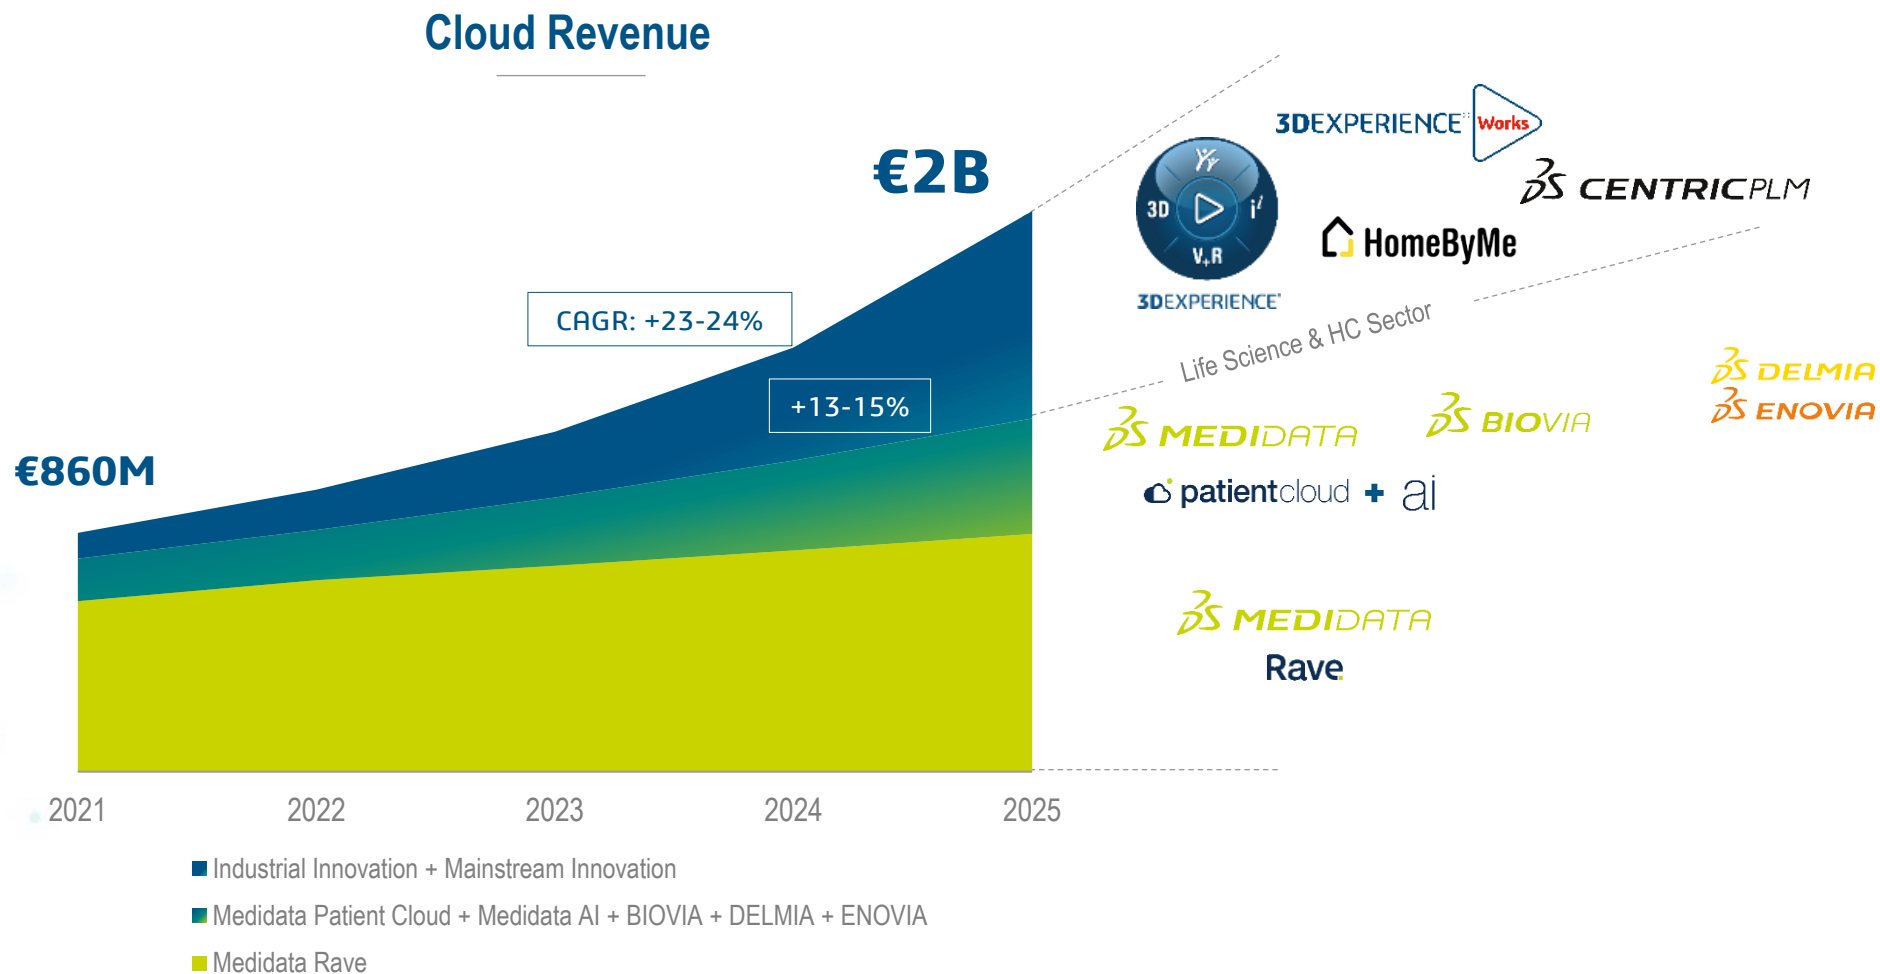 Cloud Revenue
€2B
CAGR: +23-24%
+13-15%
€860M
2021
2022
2023
2024
2025
Industrial Innovation + Mainstream Innovation
Medidata Patient Cloud + Medidata AI + BIOVIA + DELMIA + ENOVIA
Medidata Rave
3DEXPERIENCE Works
3D
i
V+R
3DEXPERIENCE
CENTRICPLM
HomeByMe
Life Science & HC Sector
DELMIA
ENOVIA
MEDIDATA
BIOVIA
patientcloud + ai
MEDIDATA
Rave